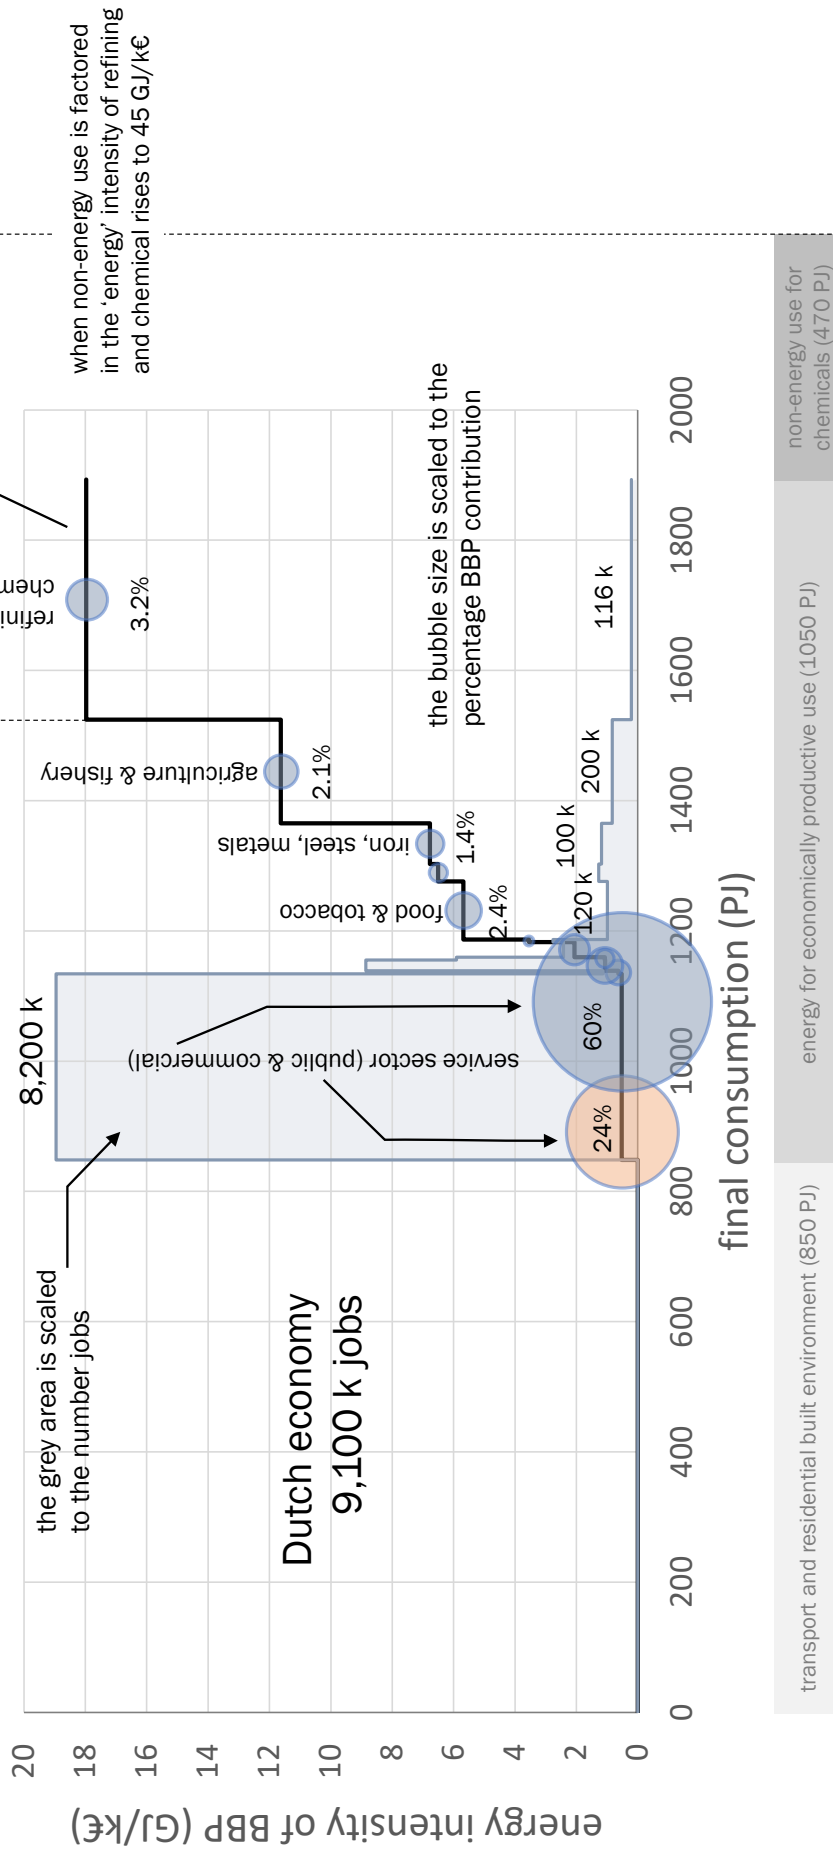 the grey area is scaled
to the number jobs
8,200 k
Dutch economy
9,100 k jobs
service sector (public & commercial)
24%
60%
food & tobacco
2.4%
120 k
iron, steel, metals
1.4%
100 k
agriculture & fishery
2.1%
200 k
3.2%
116 k
the bubble size is scaled to the
percentage BBP contribution
when non-energy use is factored
in the ‘energy’ intensity of refining
and chemical rises to 45 GJ/k€
energy intensity of BBP (GJ/k€)
20
18
16
14
12
10
8
6
4
2
0
0
200
400
600
800
1000
1200
1400
1600
1800
2000
final consumption (PJ)
transport and residential built environment (850 PJ)
energy for economically productive use (1050 PJ)
non-energy use for
chemicals (470 PJ)